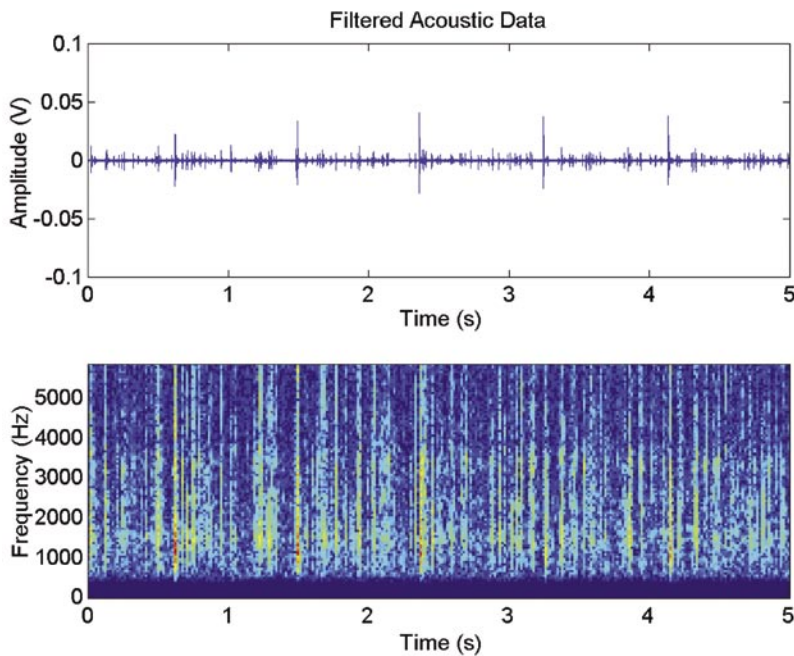 Filtered Acoustic Data
0.1
0.05
0
-0.05
-0.1
Amplitude (V)
0 1 2 3 4 5
Time (s)
5000
4000
3000
2000
1000
0
Frequency (Hz)
0 1 2 3 4 5
Time (s)